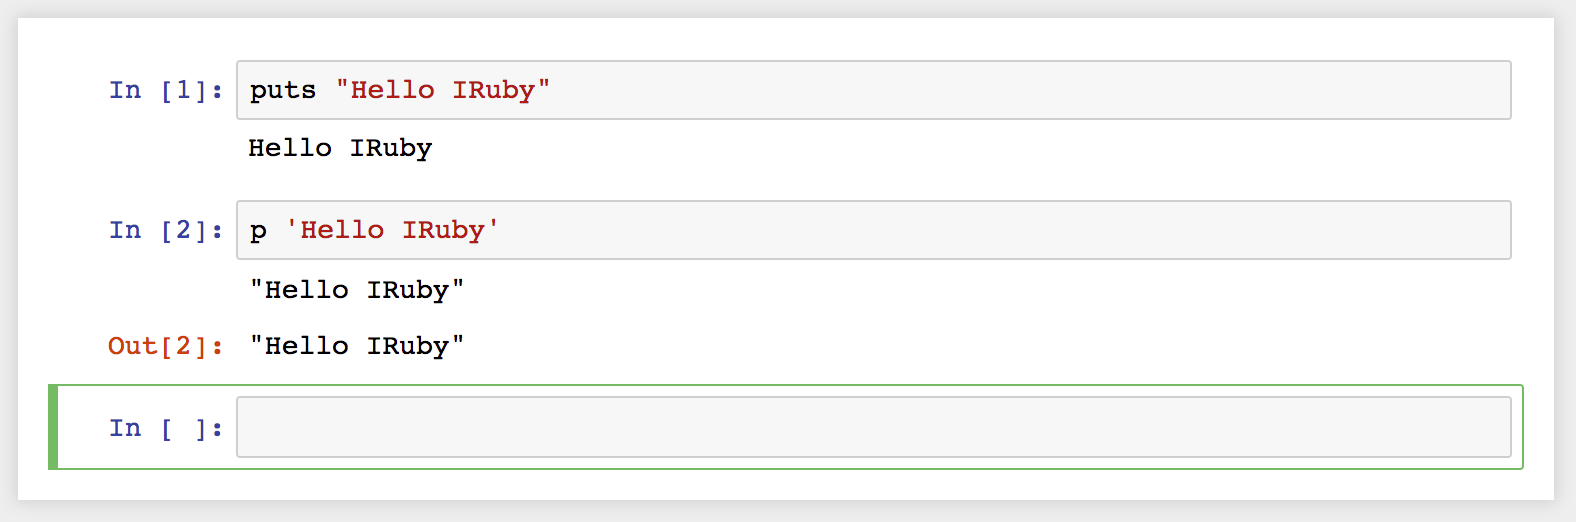 In [1]: puts "Hello IRuby"
Hello IRuby
In [2]: p 'Hello IRuby'
"Hello IRuby"
Out[2]: "Hello IRuby"
In [ ]: